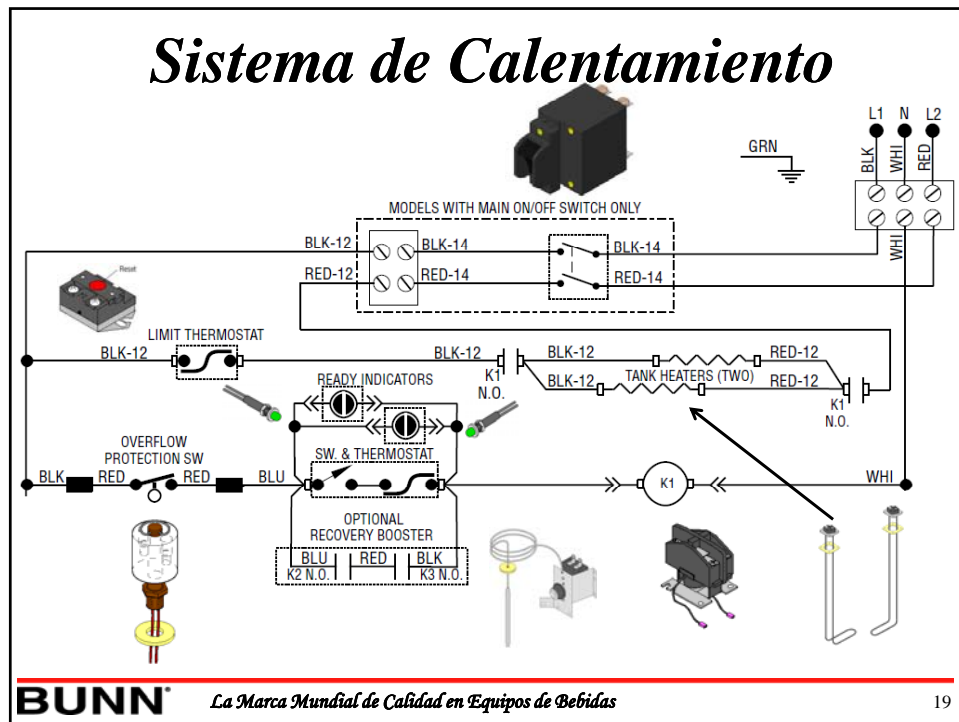 Sistema de Calentamiento
L1 N L2
GRN
BLK WHI RED
MODELS WITH MAIN ON/OFF SWITCH ONLY
BLK-12 BLK-14 BLK-14
WHI
RED-12 RED-14 RED-14
Reset
LIMIT THERMOSTAT
BLK-12 BLK-12 BLK-12 RED-12
K1
N.O.
TANK HEATERS (TWO)
BLK-12 RED-12
K1
N.O.
READY INDICATORS
OVERFLOW
PROTECTION SW
SW. & THERMOSTAT
BLK RED RED BLU K1 WHI
OPTIONAL
RECOVERY BOOSTER
BLU RED BLK
K2 N.O. K3 N.O.
BUNN® La Marca Mundial de Calidad en Equipos de Bebidas 19